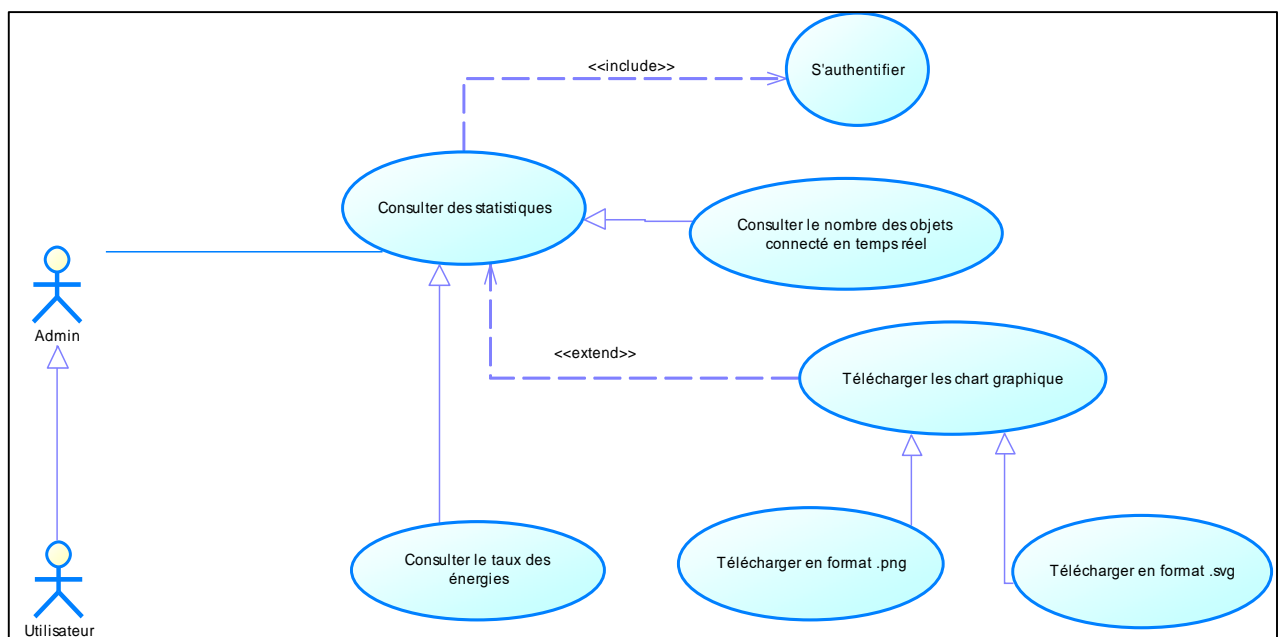 <<include>>
S'authentifier
Consulter des statistiques
Consulter le nombre des objets
connecté en temps réel
Admin
<<extend>>
Télécharger les chart graphique
Consulter le taux des
énergies
Télécharger en format .png
Télécharger en format .svg
Utilisateur